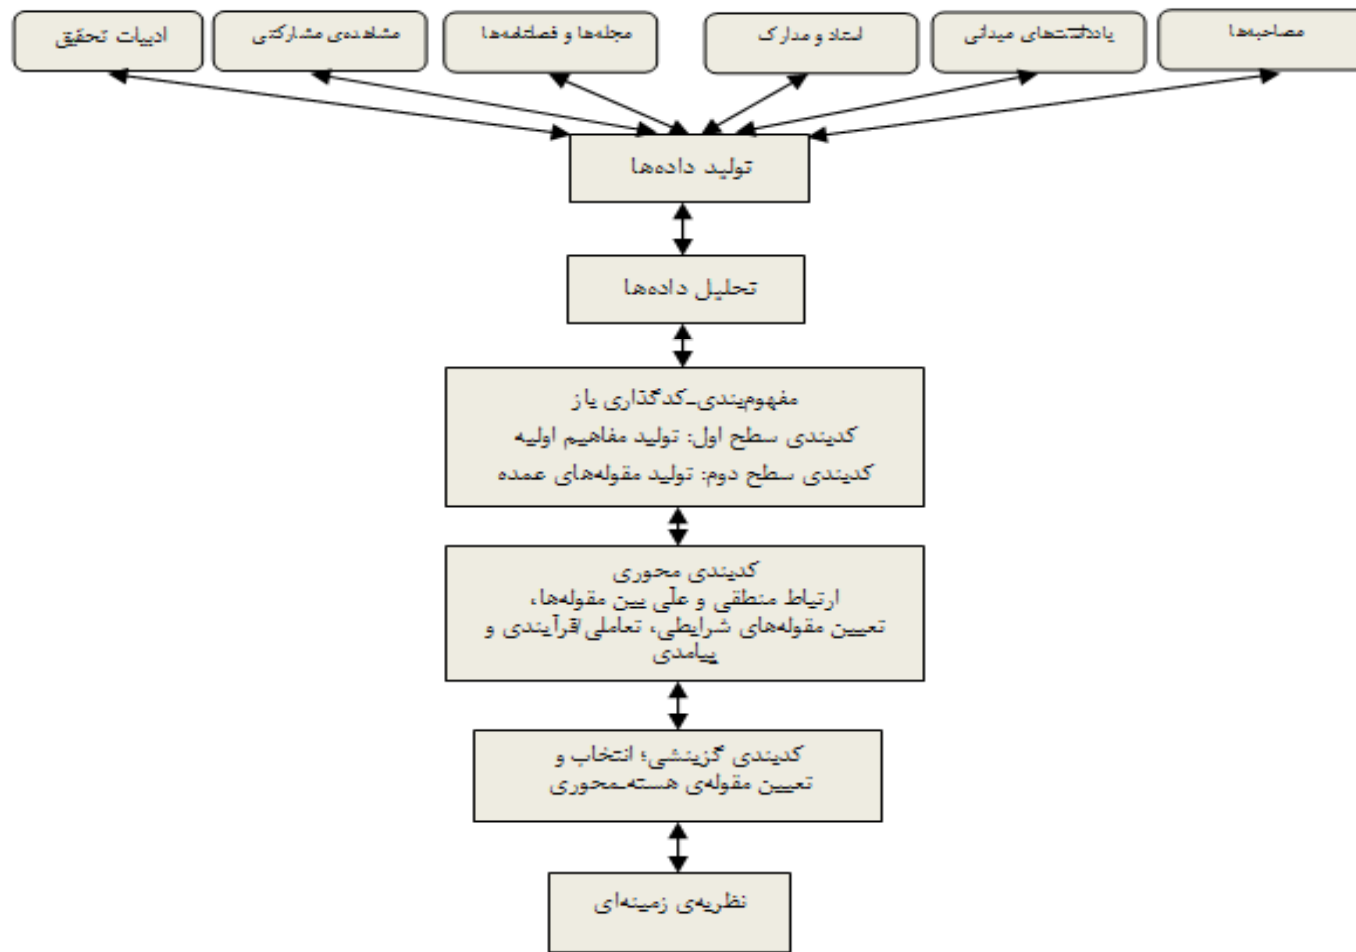 مصاحبه‌ها
یادداشت‌های میدانی
اسناد و مدارک
مجله‌ها و فصلنامه‌ها
مشاهده‌ی مشارکتی
ادبیات تحقیق
تولید داده‌ها
تحلیل داده‌ها
مفهوم‌بندی-کدگذاری باز
کدبندی سطح اول: تولید مفاهیم اولیه
کدبندی سطح دوم: تولید مقوله‌های عمده
کدبندی محوری
ارتباط منطقی و علّی بین مقوله‌ها،
تعیین مقوله‌های شرایطی، تعاملی/فرآیندی و
پیامدی
کدبندی گزینشی؛ انتخاب و
تعیین مقوله‌ی هسته-محوری
نظریه‌ی زمینه‌ای